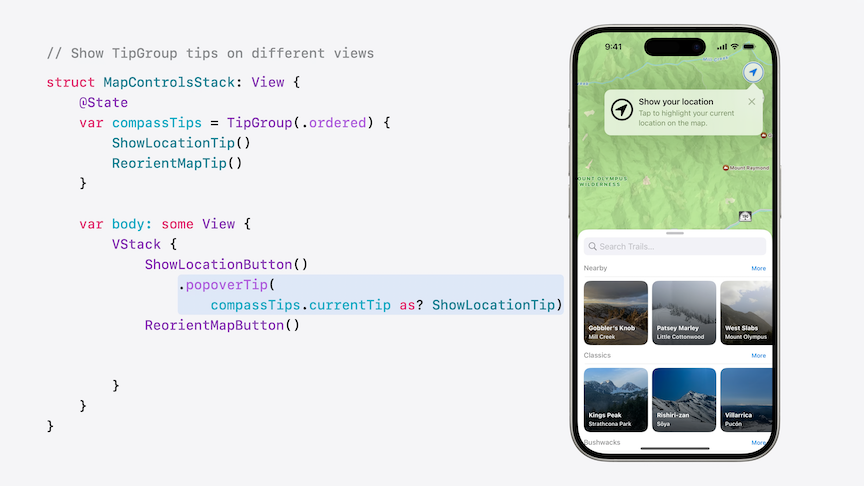 // Show TipGroup tips on different views
struct MapControlsStack: View {
@State
var compassTips = TipGroup(.ordered) {
ShowLocationTip()
ReorientMapTip()
}
var body: some View {
VStack {
ShowLocationButton()
.popoverTip(
compassTips.currentTip as? ShowLocationTip)
ReorientMapButton()
}
}
}
9:41
Show your location
Tap to highlight your current
location on the map.
Mount Raymond
OUNT OLYMPUS
WILDERNESS
Search Trails...
Nearby
More
Gobbler's Knob
Mill Creek
Patsey Marley
Little Cottonwood
West Slabs
Mount Olympus
Classics
More
Kings Peak
Strathcona Park
Rishiri-zan
Sōya
Villarrica
Pucón
Bushwacks
More